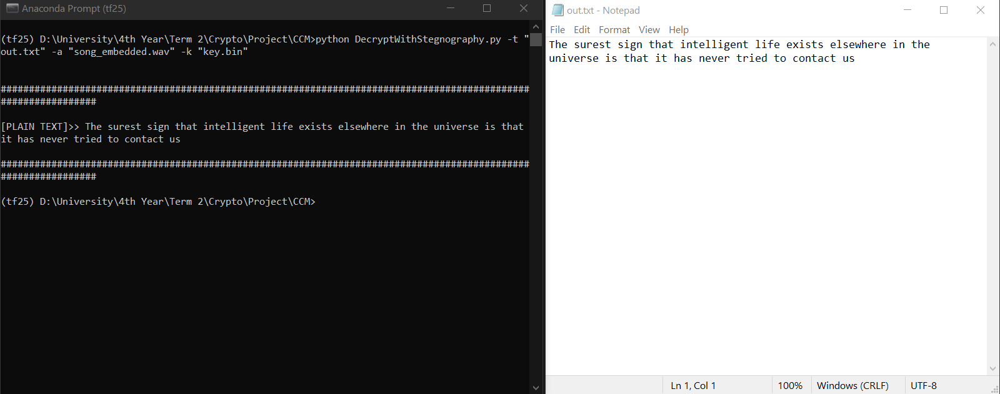 Anaconda Prompt (tf25)
(tf25) D:\University\4th Year\Term 2\Crypto\Project\CCM>python DecryptWithStegnography.py -t "
out.txt" -a "song_embedded.wav" -k "key.bin"
##############################################################################################
#################
[PLAIN TEXT]>> The surest sign that intelligent life exists elsewhere in the universe is that
it has never tried to contact us
##############################################################################################
#################
(tf25) D:\University\4th Year\Term 2\Crypto\Project\CCM>
out.txt - Notepad
File Edit Format View Help
The surest sign that intelligent life exists elsewhere in the
universe is that it has never tried to contact us
Ln 1, Col 1 100% Windows (CRLF) UTF-8